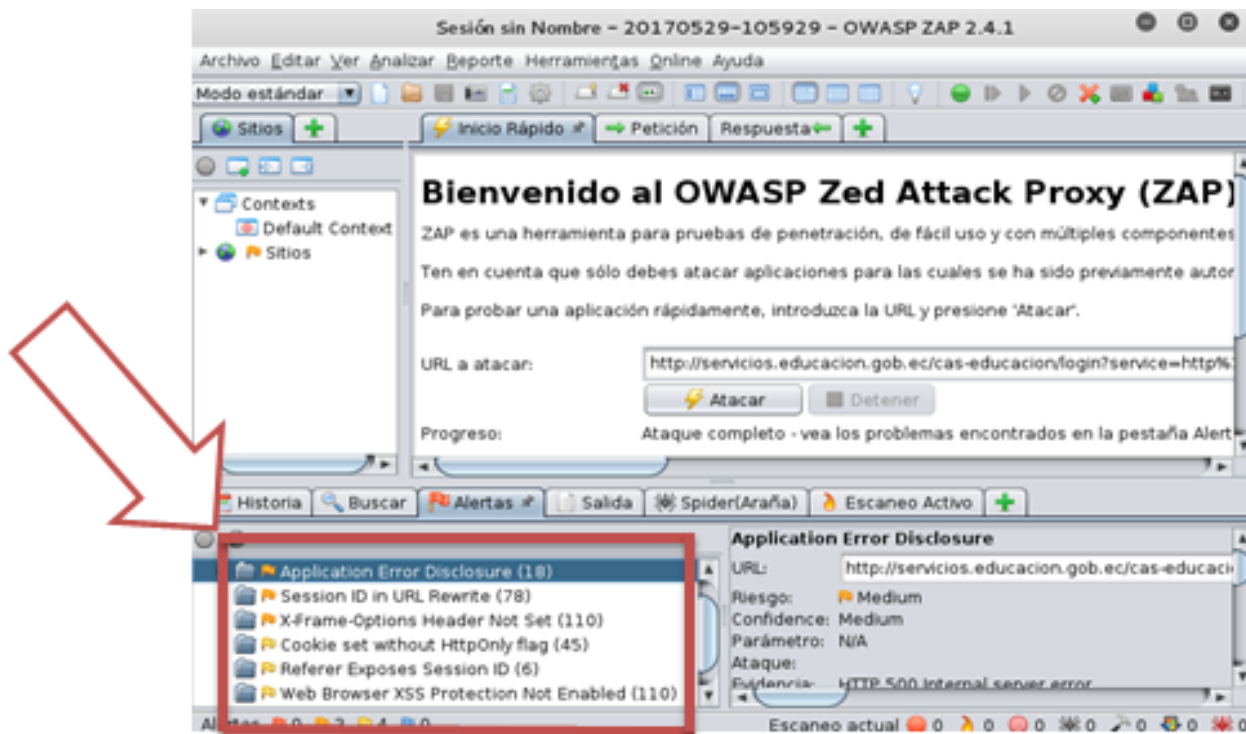 Sesión sin Nombre - 20170529-105929 - OWASP ZAP 2.4.1
Archivo Editar Ver Analizar Reporte Herramientas Online Ayuda
Modo estándar
Sitios
Inicio Rápido
Petición
Respuesta
Contexts
Default Context
Sitios
Bienvenido al OWASP Zed Attack Proxy (ZAP)
ZAP es una herramienta para pruebas de penetración, de fácil uso y con múltiples componentes
Ten en cuenta que sólo debes atacar aplicaciones para las cuales se ha sido previamente autor
Para probar una aplicación rápidamente, introduzca la URL y presione 'Atacar'.
URL a atacar: http://servicios.educacion.gob.ec/cas-educacion/login?service=http%
Atacar
Detener
Progreso: Ataque completo - vea los problemas encontrados en la pestaña Alert
Historia
Buscar
Alertas
Salida
Spider(Araña)
Escaneo Activo
Application Error Disclosure (18)
Session ID in URL Rewrite (78)
X-Frame-Options Header Not Set (110)
Cookie set without HttpOnly flag (45)
Referer Exposes Session ID (6)
Web Browser XSS Protection Not Enabled (110)
Application Error Disclosure
URL: http://servicios.educacion.gob.ec/cas-educaci
Riesgo: Medium
Confidence: Medium
Parámetro: N/A
Ataque:
Evidencia: HTTP 500 Internal server error
Alertas 0 3 4 0
Escaneo actual 0 0 0 0 0 0 0